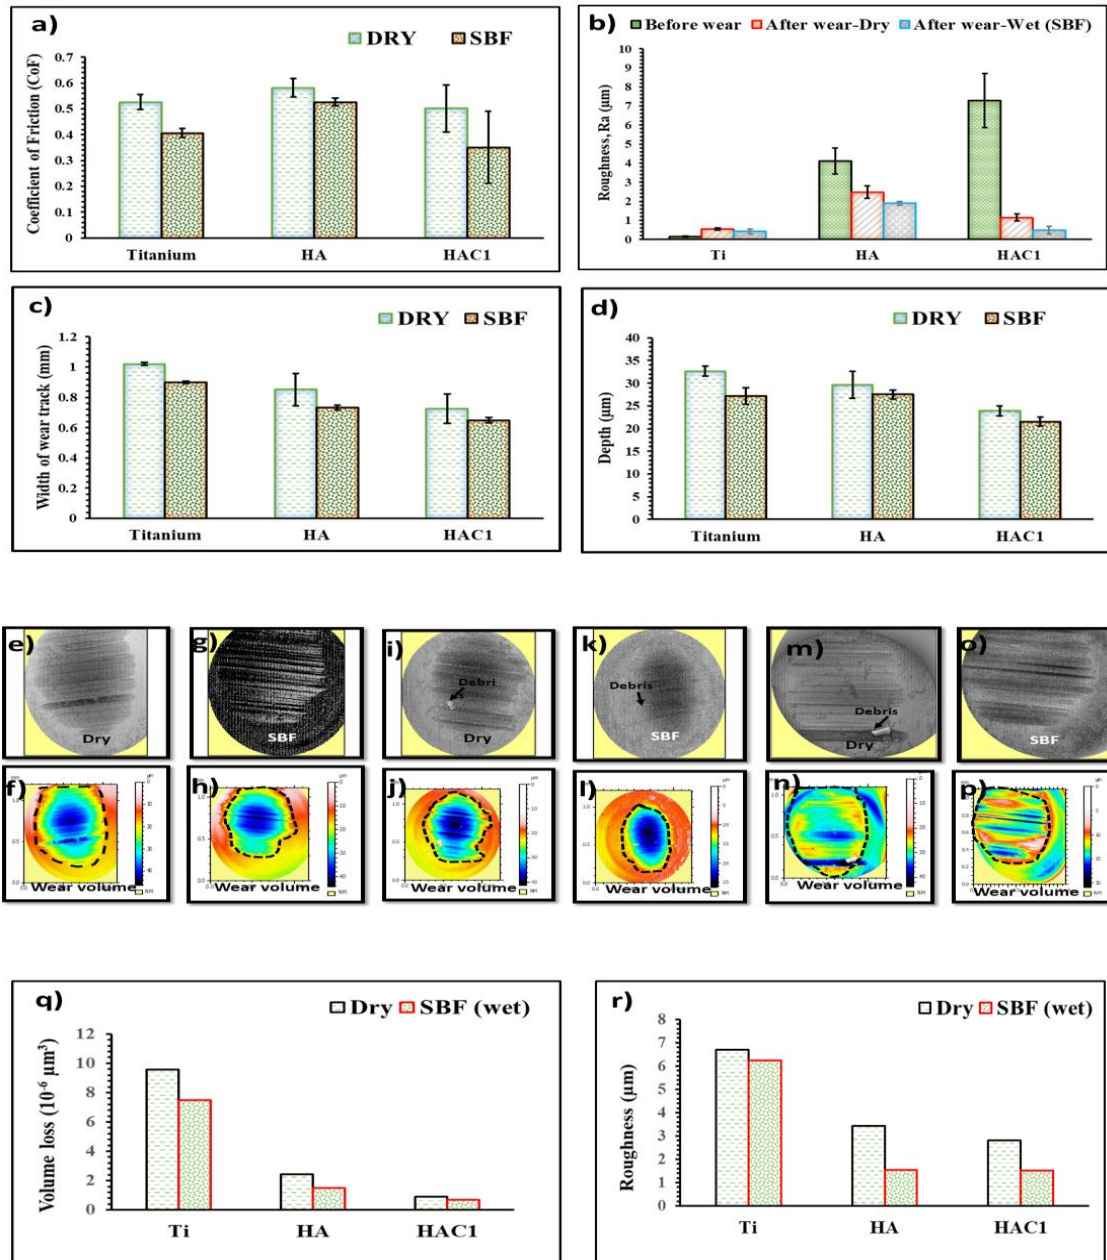 a)
DRY SBF
Coefficient of Friction (CoF)
0.7
0.6
0.5
0.4
0.3
0.2
0.1
0
Titanium HA HAC1
b)
Before wear After wear-Dry After wear-Wet (SBF)
Roughness, Ra (µm)
10
9
8
7
6
5
4
3
2
1
0
Ti HA HAC1
c)
DRY SBF
Width of wear track (mm)
1.2
1
0.8
0.6
0.4
0.2
0
Titanium HA HAC1
d)
DRY SBF
Depth (µm)
40
35
30
25
20
15
10
5
0
Titanium HA HAC1
e)
Dry
g)
SBF
i)
Debri
s
Dry
k)
Debris
SBF
m)
Debris
Dry
o)
SBF
f)
Wear volume
h)
Wear volume
j)
Wear volume
l)
Wear volume
n)
Wear volume
p)
Wear volume
q)
Dry SBF (wet)
Volume loss (10⁻⁶ µm³)
12
10
8
6
4
2
0
Ti HA HAC1
r)
Dry SBF (wet)
Roughness (µm)
8
7
6
5
4
3
2
1
0
Ti HA HAC1